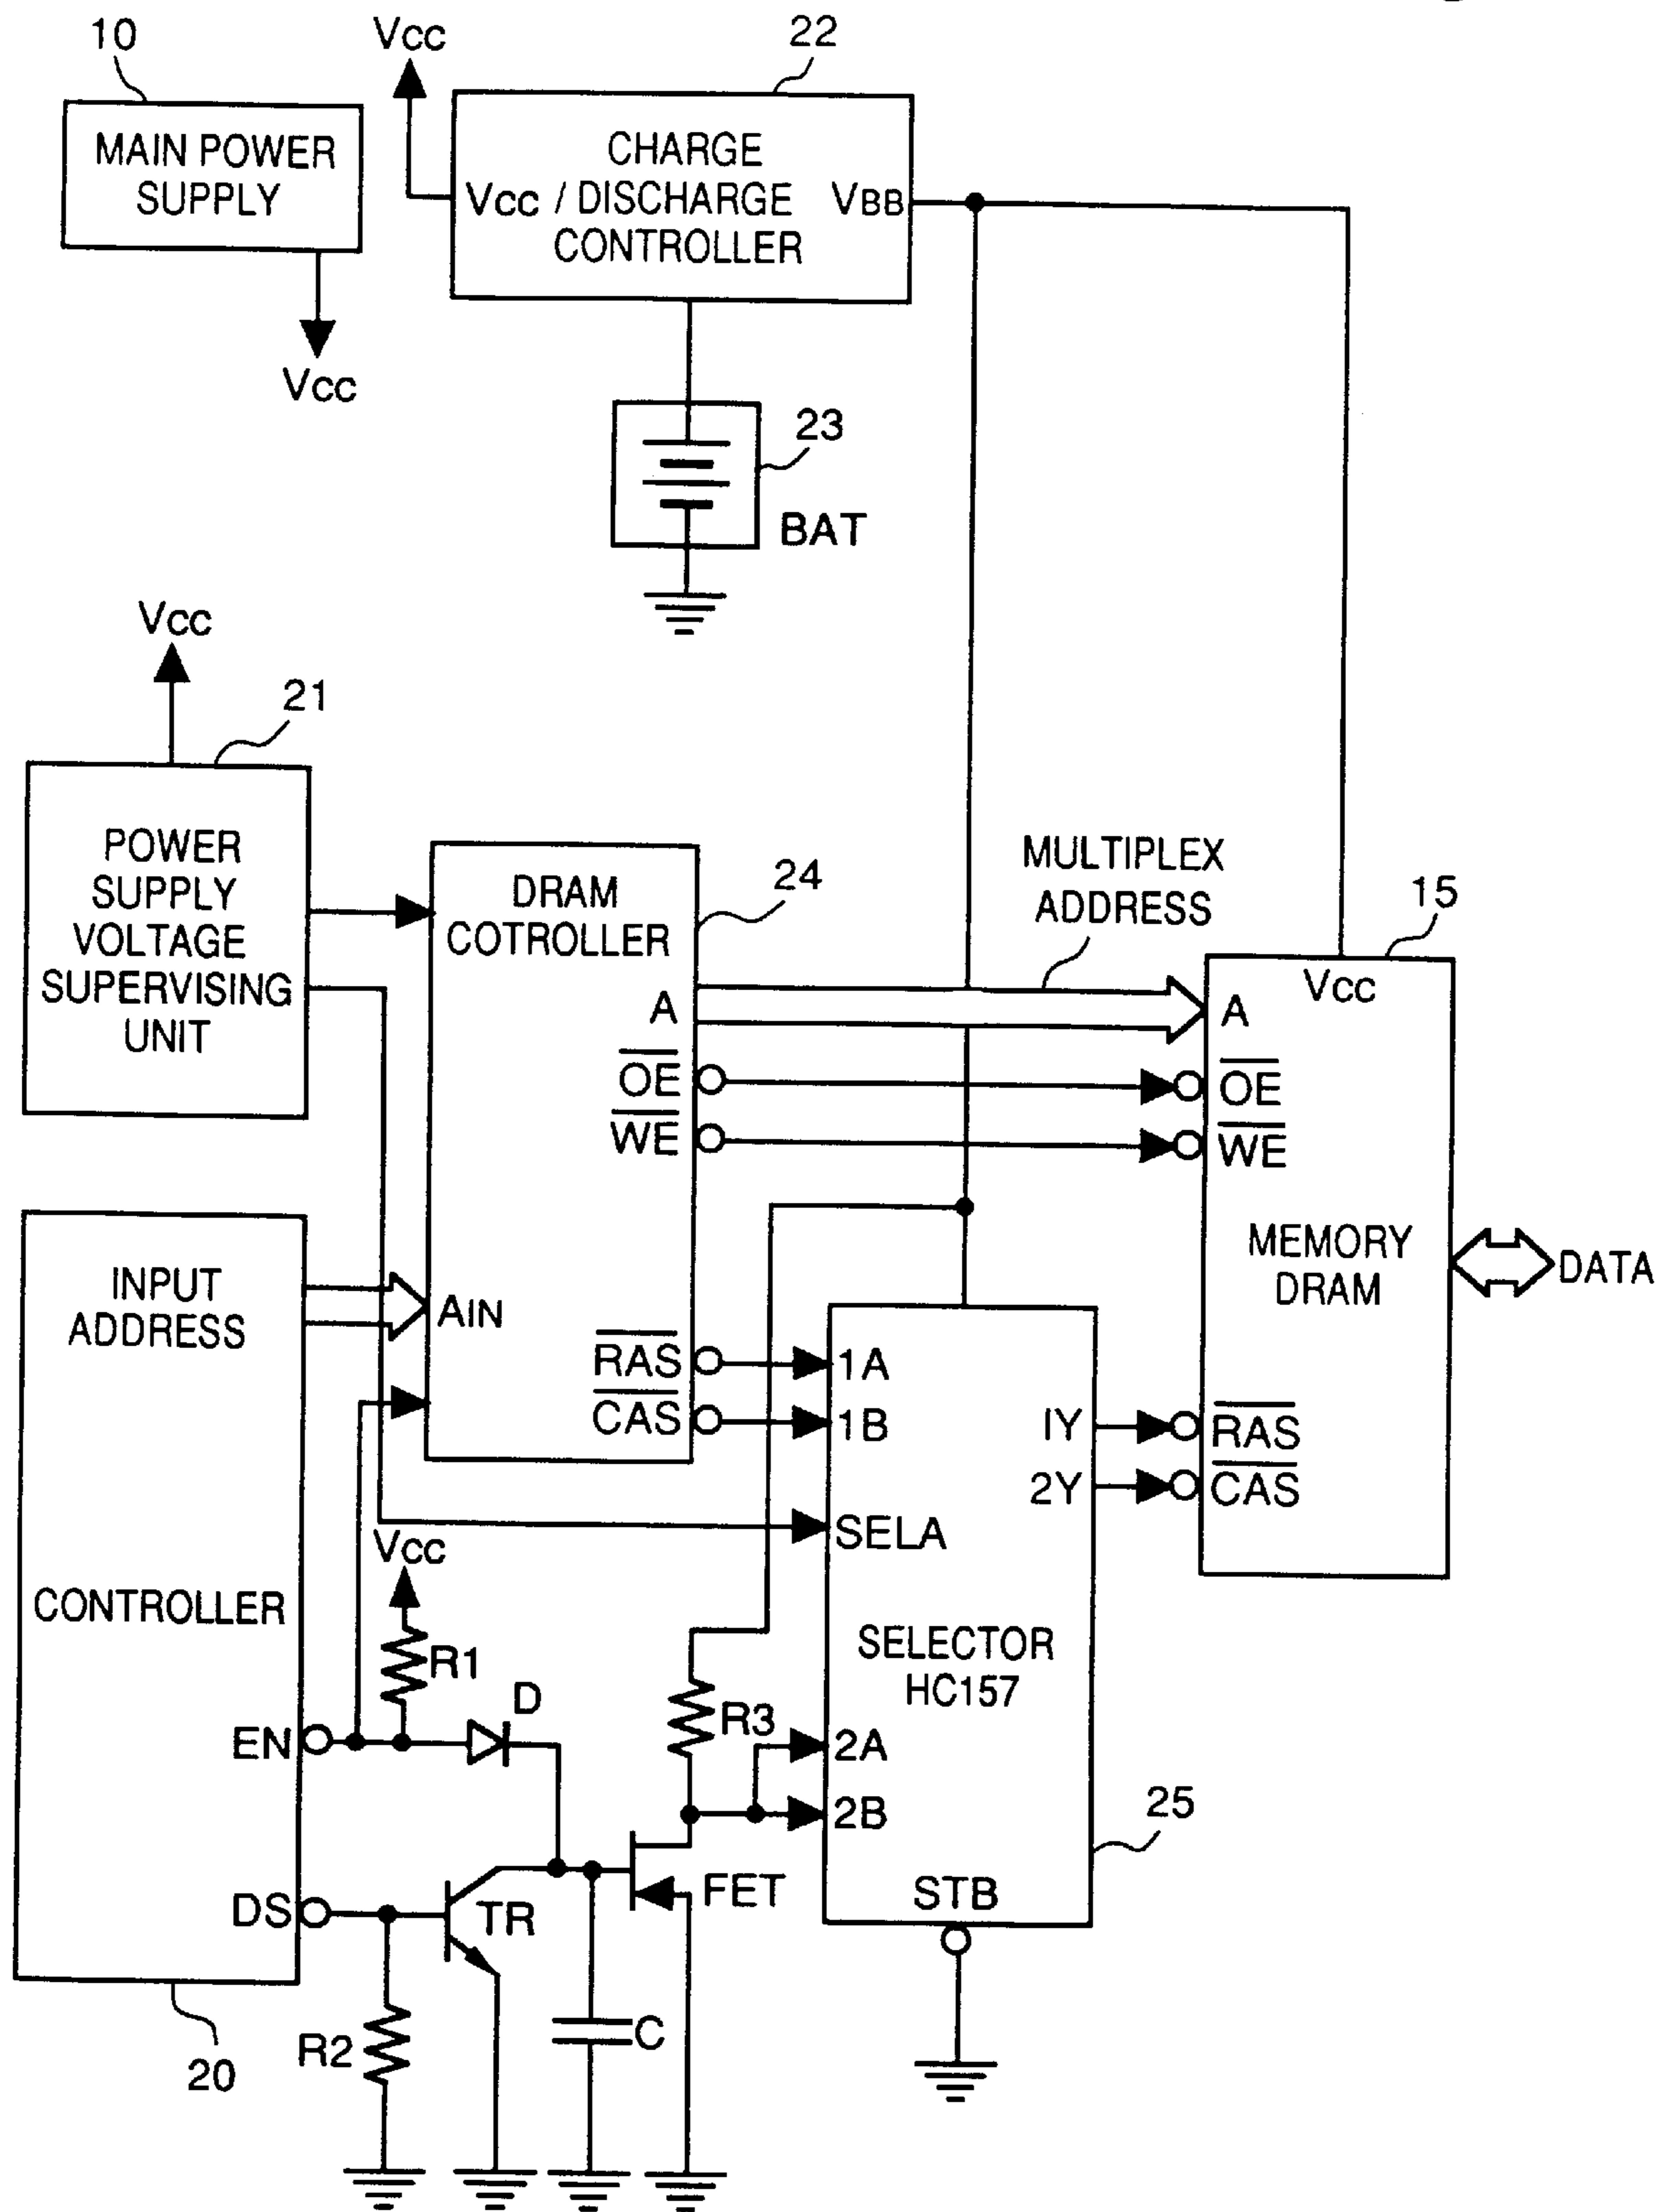 10
Vcc
22
MAIN POWER
SUPPLY
Vcc
CHARGE
Vcc / DISCHARGE VBB
CONTROLLER
23
BAT
Vcc
21
POWER
SUPPLY
VOLTAGE
SUPERVISING
UNIT
DRAM
COTROLLER
24
MULTIPLEX
ADDRESS
15
Vcc
A
A
OE
OE
WE
WE
INPUT
ADDRESS
AIN
MEMORY
DRAM
DATA
RAS
1A
CAS
1B
IY
RAS
2Y
CAS
SELA
Vcc
CONTROLLER
SELECTOR
HC157
R1
D
R3
EN
2A
2B
25
DS
TR
FET
STB
R2
C
20